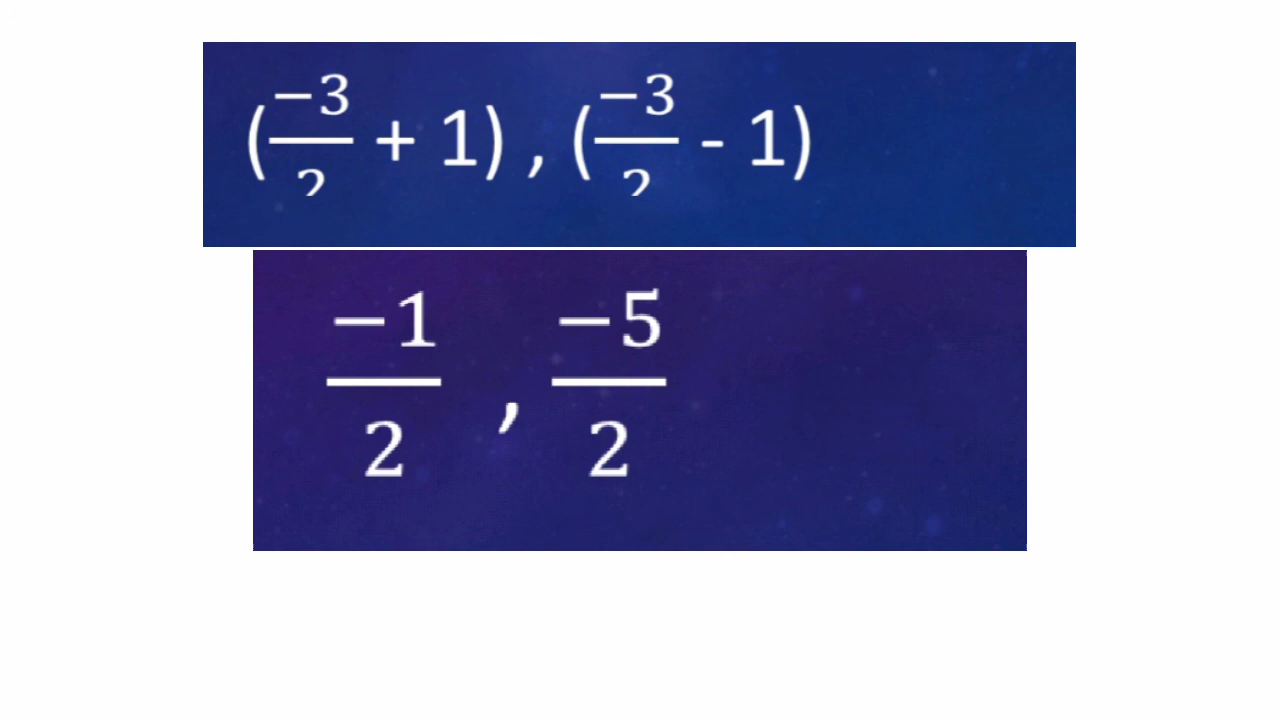 (−3/2 + 1) , (−3/2 - 1)
−1/2 , −5/2